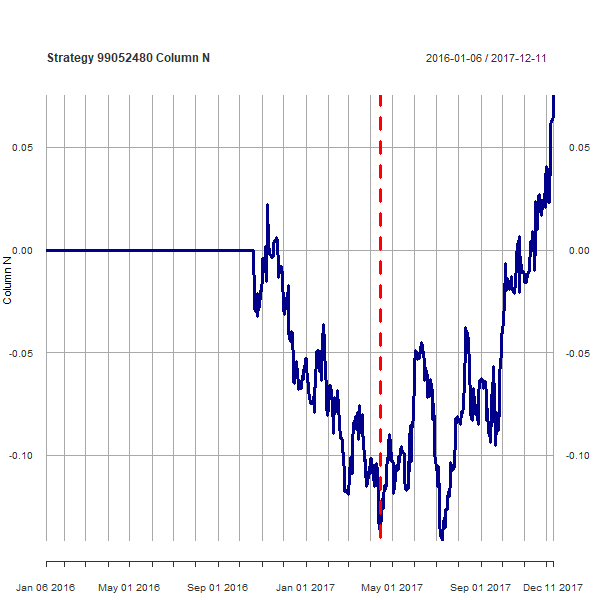 Strategy 99052480 Column N
2016-01-06 / 2017-12-11
0.05 0.05
0.00 0.00
-0.05 -0.05
-0.10 -0.10
Column N
Jan 06 2016 May 01 2016 Sep 01 2016 Jan 01 2017 May 01 2017 Sep 01 2017 Dec 11 2017